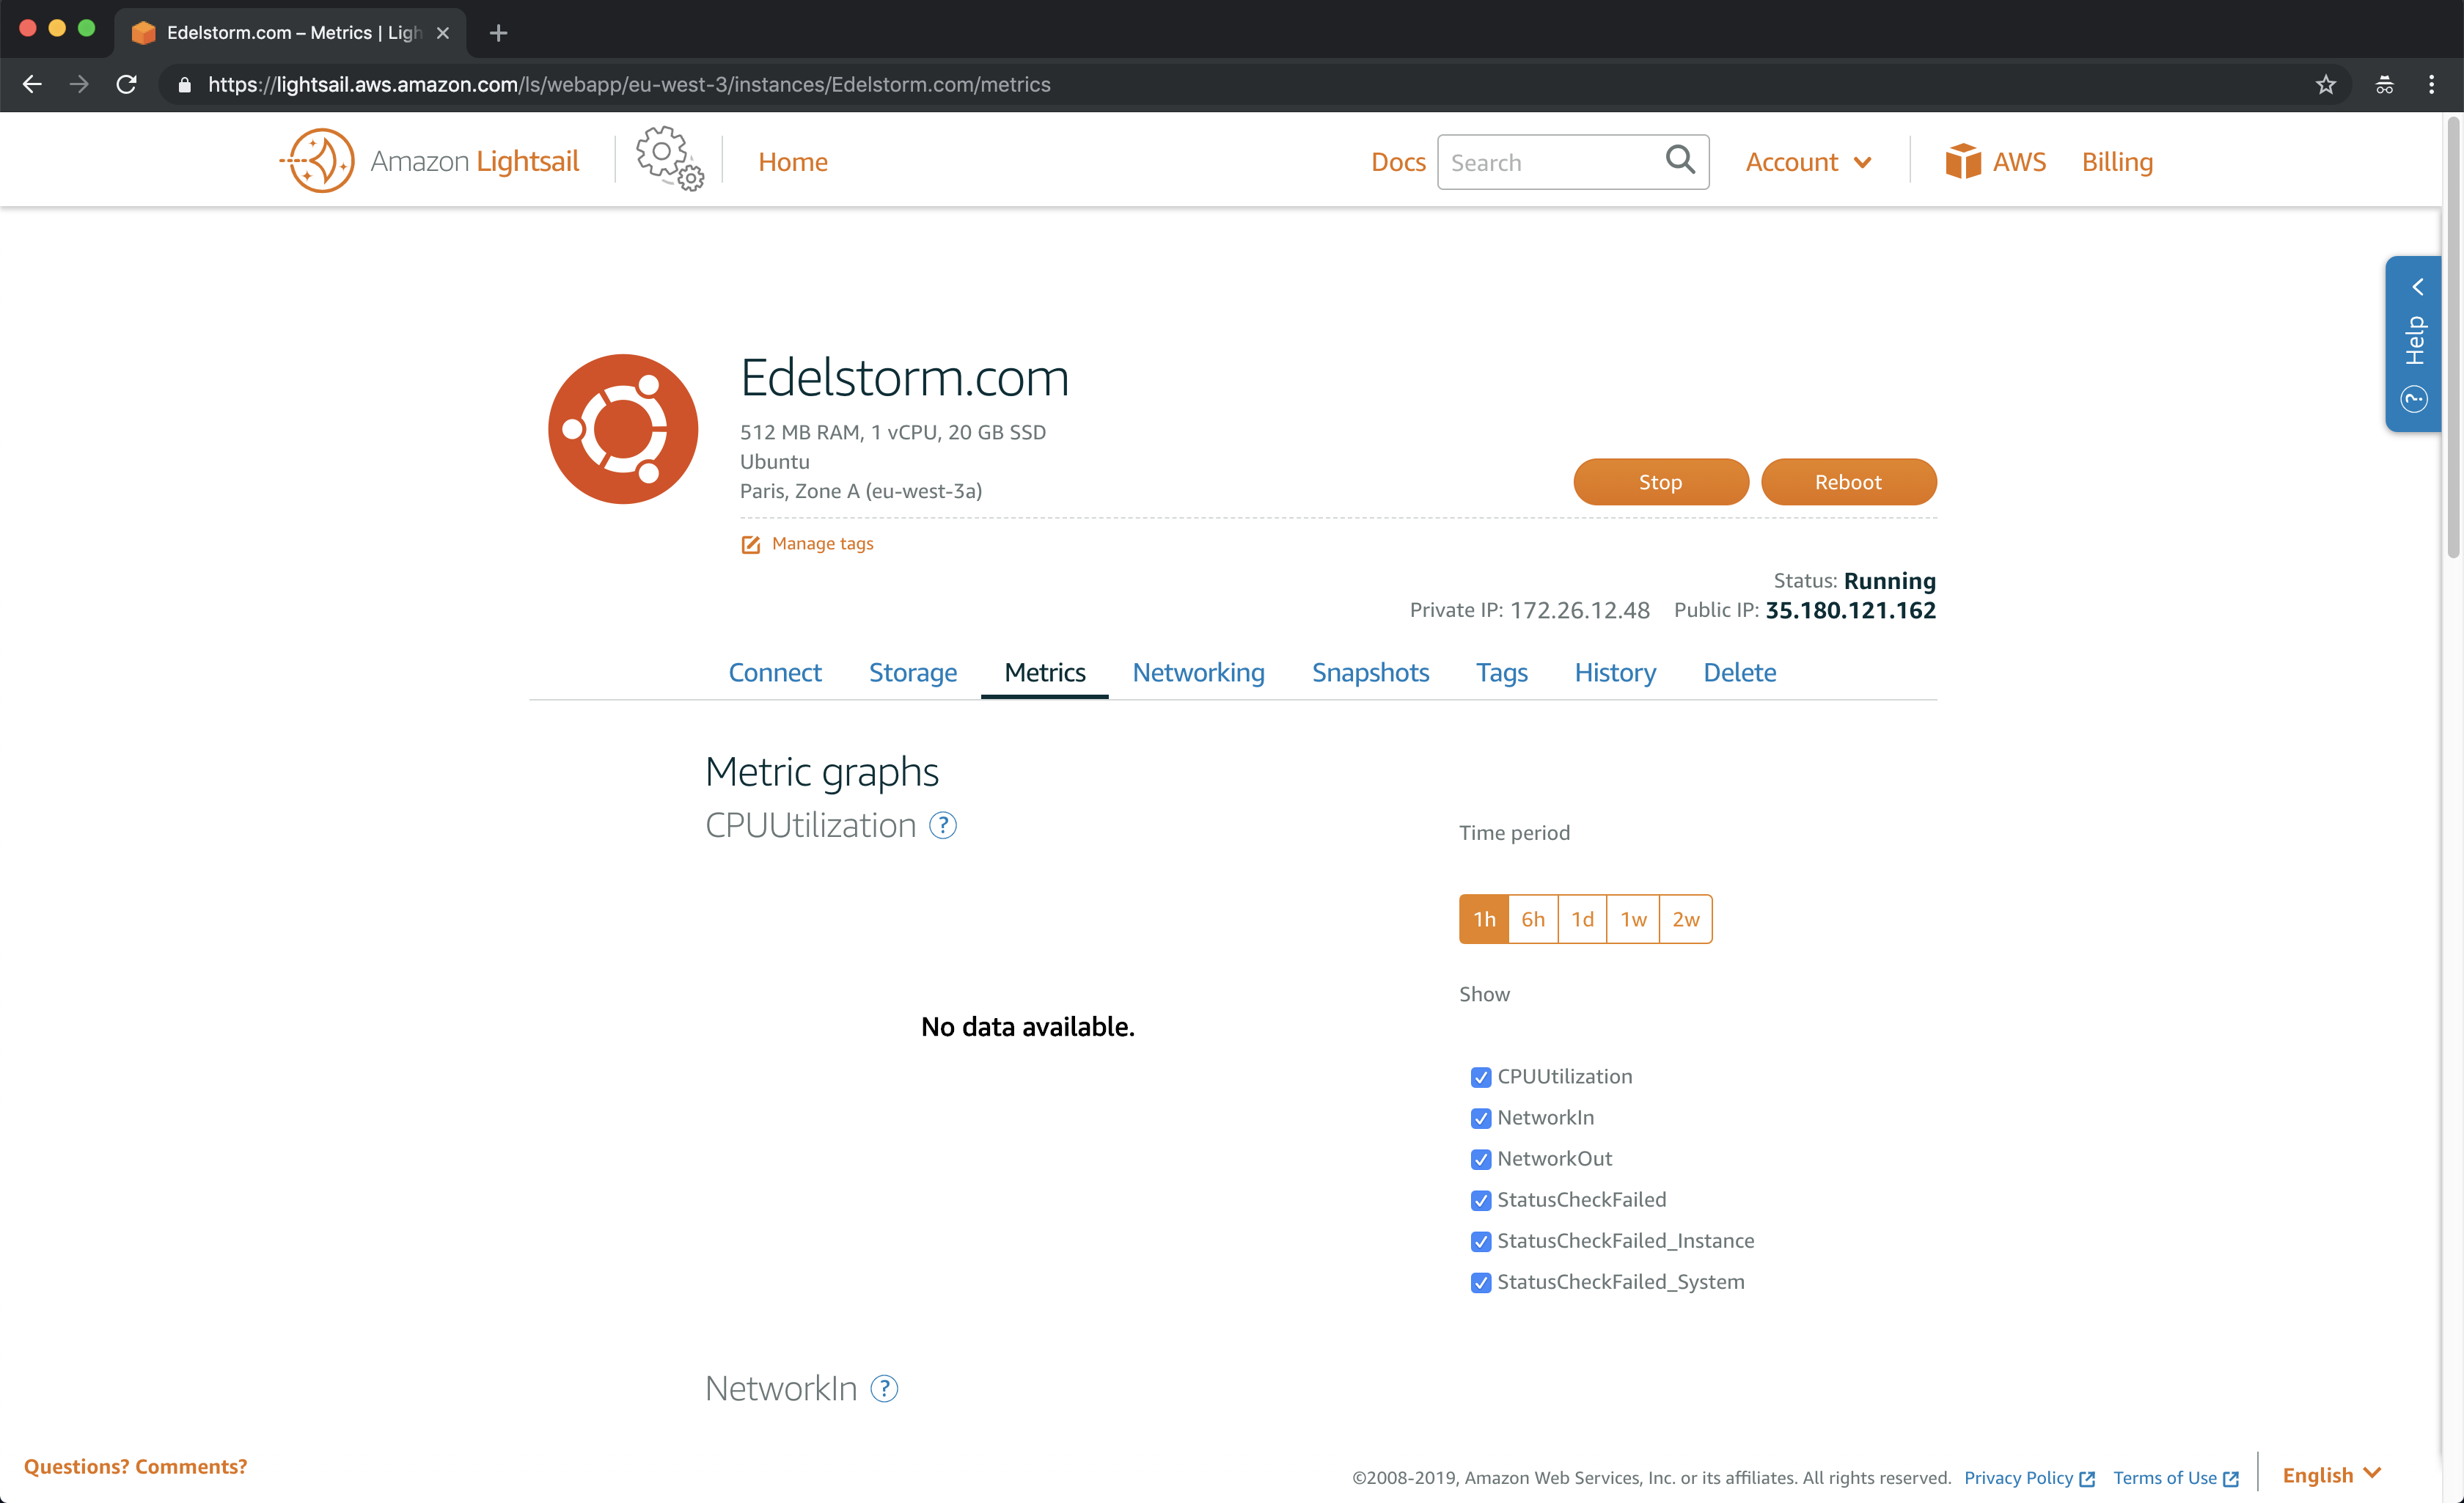 Edelstorm.com – Metrics | Ligh
https://lightsail.aws.amazon.com/ls/webapp/eu-west-3/instances/Edelstorm.com/metrics
Amazon Lightsail Home Docs Search Account AWS Billing
Help
?
Edelstorm.com
512 MB RAM, 1 vCPU, 20 GB SSD
Ubuntu
Paris, Zone A (eu-west-3a)
Stop Reboot
Manage tags
Status: Running
Private IP: 172.26.12.48 Public IP: 35.180.121.162
Connect Storage Metrics Networking Snapshots Tags History Delete
Metric graphs
CPUUtilization ?
Time period
1h 6h 1d 1w 2w
Show
No data available.
CPUUtilization
NetworkIn
NetworkOut
StatusCheckFailed
StatusCheckFailed_Instance
StatusCheckFailed_System
NetworkIn ?
Questions? Comments?
©2008-2019, Amazon Web Services, Inc. or its affiliates. All rights reserved. Privacy Policy Terms of Use English